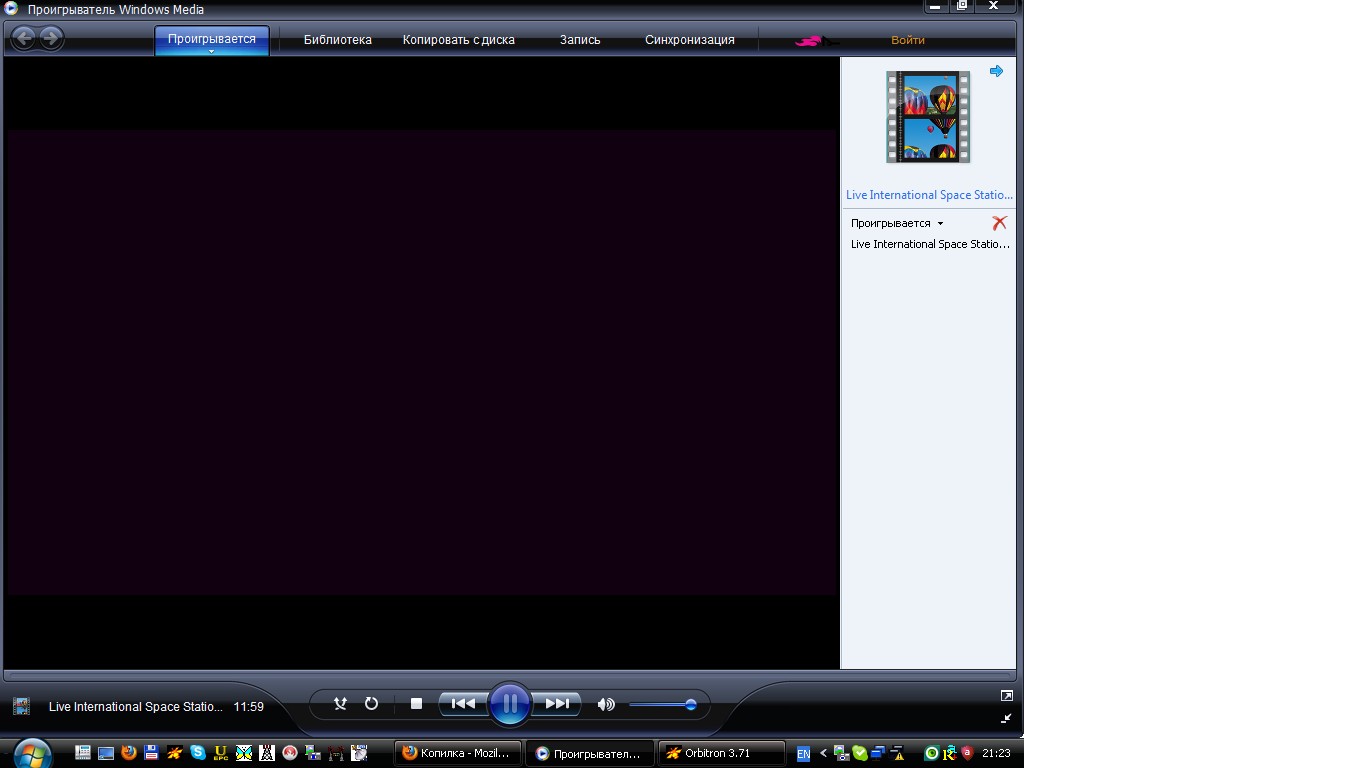 Проигрыватель Windows Media
Проигрывается
Библиотека
Копировать с диска
Запись
Синхронизация
Войти
Live International Space Statio...
Проигрывается
Live International Space Statio...
Live International Space Statio... 11:59
Копилка - Mozil...
Проигрывател...
Orbitron 3.71
EN
21:23